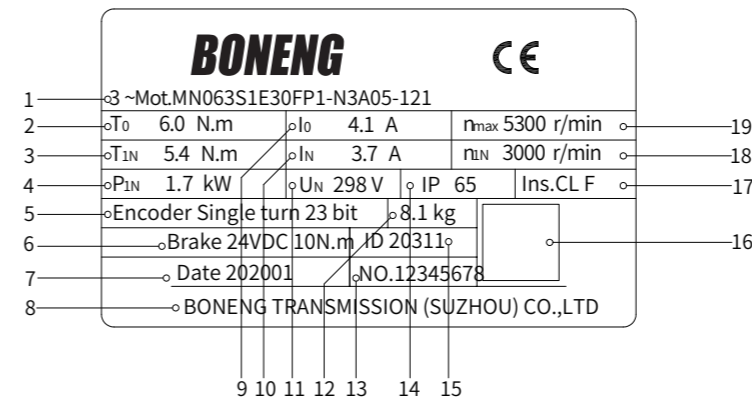 BONENG CE
1 3 ~Mot.MN063S1E30FP1-N3A05-121
2 T0 6.0 N.m I0 4.1 A nmax 5300 r/min 19
3 T1N 5.4 N.m IN 3.7 A n1N 3000 r/min 18
4 P1N 1.7 kW UN 298 V IP 65 Ins.CL F 17
5 Encoder Single turn 23 bit 8.1 kg
6 Brake 24VDC 10N.m ID 20311 16
7 Date 202001 NO.12345678
8 BONENG TRANSMISSION (SUZHOU) CO.,LTD
9 10 11 12 13 14 15